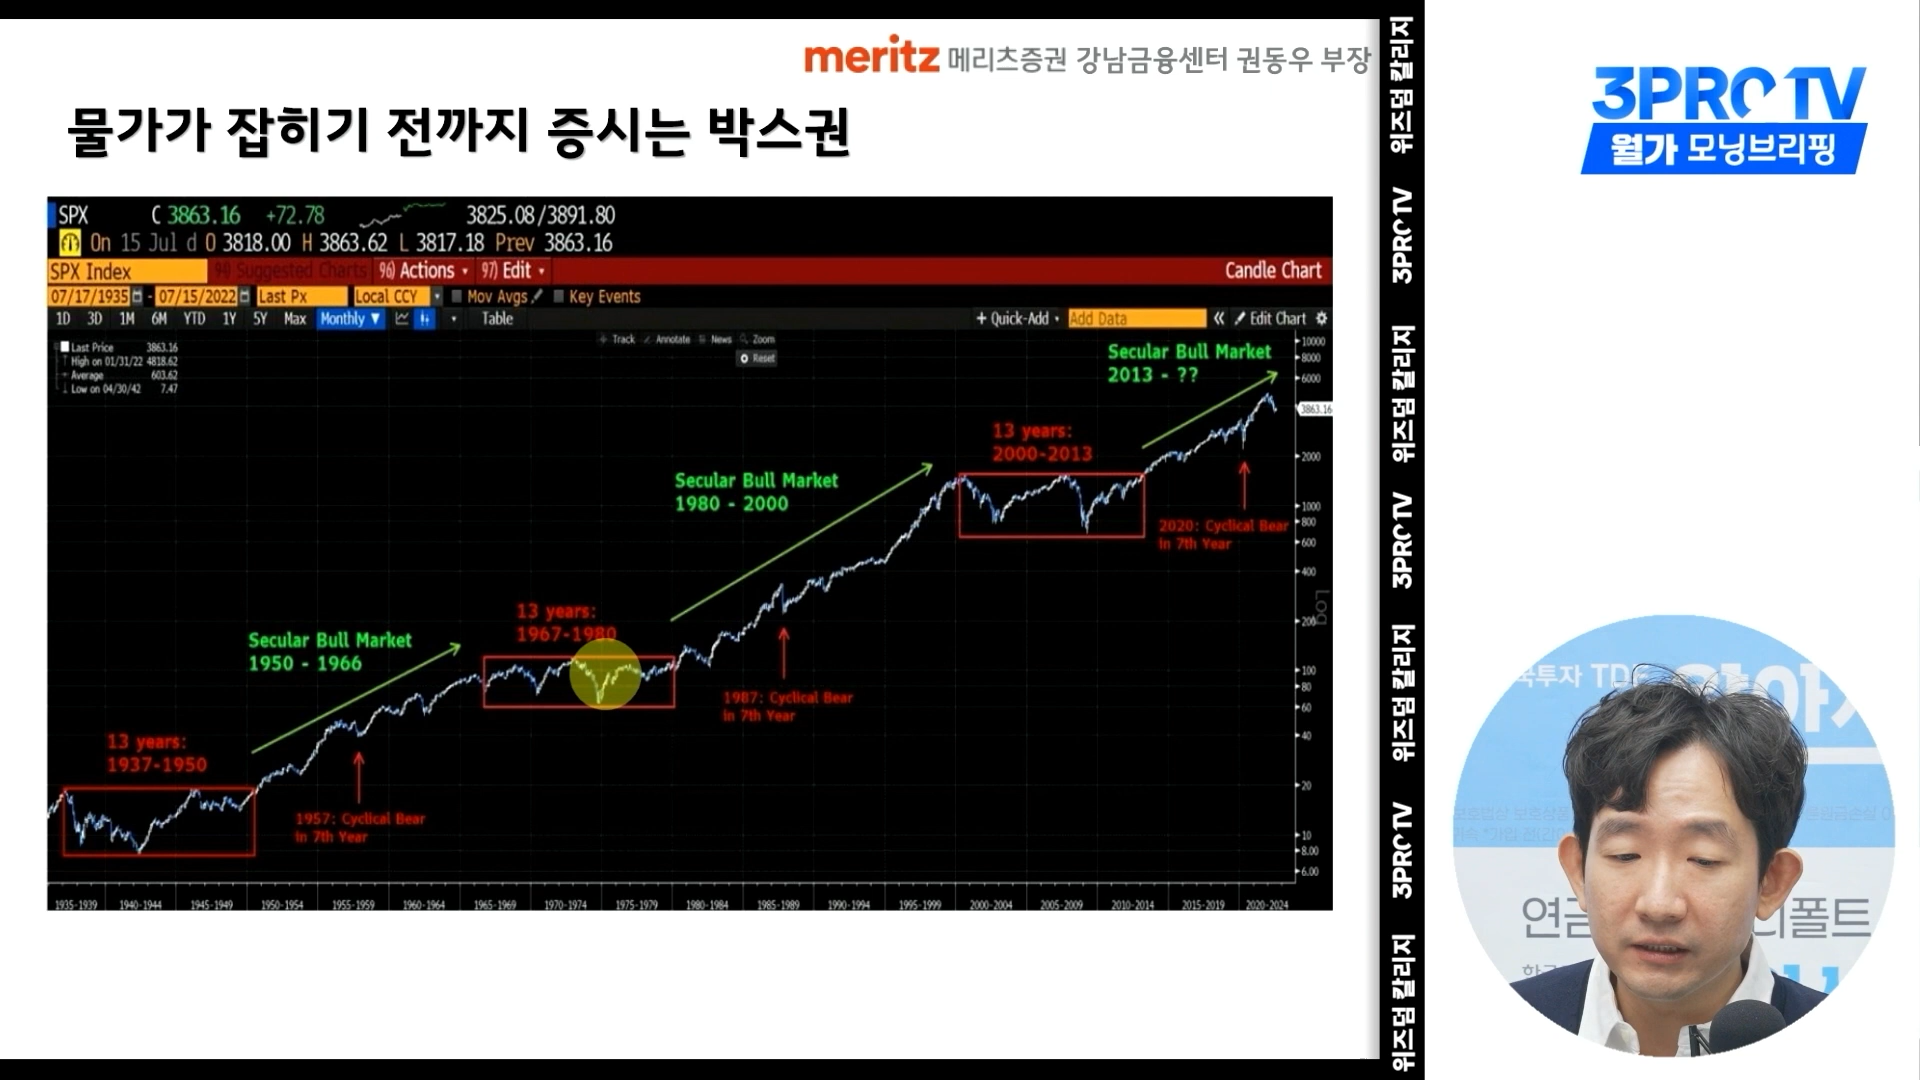 meritz 메리츠증권 강남금융센터 권동우 부장
물가가 잡히기 전까지 증시는 박스권
SPX C 3863.16 +72.78 3825.08/3891.80
On 15 Jul d O 3818.00 H 3863.62 L 3817.18 Prev 3863.16
SPX Index 94) Suggested Charts 96) Actions 97) Edit Candle Chart
07/17/1935 - 07/15/2022 Last Px Local CCY Mov Avgs Key Events
1D 3D 1M 6M YTD 1Y 5Y Max Monthly ▼ Table + Quick-Add Add Data « Edit Chart
Track Annotate News Zoom
Reset
Last Price 3863.16
High on 01/31/22 4818.62
Average 603.62
Low on 04/30/42 7.47
Secular Bull Market
2013 - ??
13 years:
2000-2013
2020: Cyclical Bear
in 7th Year
Secular Bull Market
1980 - 2000
13 years:
1967-1980
1987: Cyclical Bear
in 7th Year
Secular Bull Market
1950 - 1966
13 years:
1937-1950
1957: Cyclical Bear
in 7th Year
10000
8000
6000
3863.16
2000
1000
800
600
400
200
Log
100
80
60
40
20
10
8.00
6.00
1935-1939 1940-1944 1945-1949 1950-1954 1955-1959 1960-1964 1965-1969 1970-1974 1975-1979 1980-1984 1985-1989 1990-1994 1995-1999 2000-2004 2005-2009 2010-2014 2015-2019 2020-2024
위즈덤 칼리지 3PROTV 위즈덤 칼리지 3PROTV 위즈덤 칼리지 3PROTV 위즈덤 칼리지
3PROTV
월가 모닝브리핑
투자